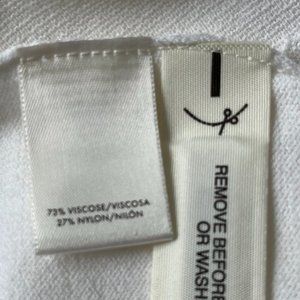 73% VISCOSE/VISCOSA
27% NYLON/NILÓN
REMOVE BEFORE
OR WASH